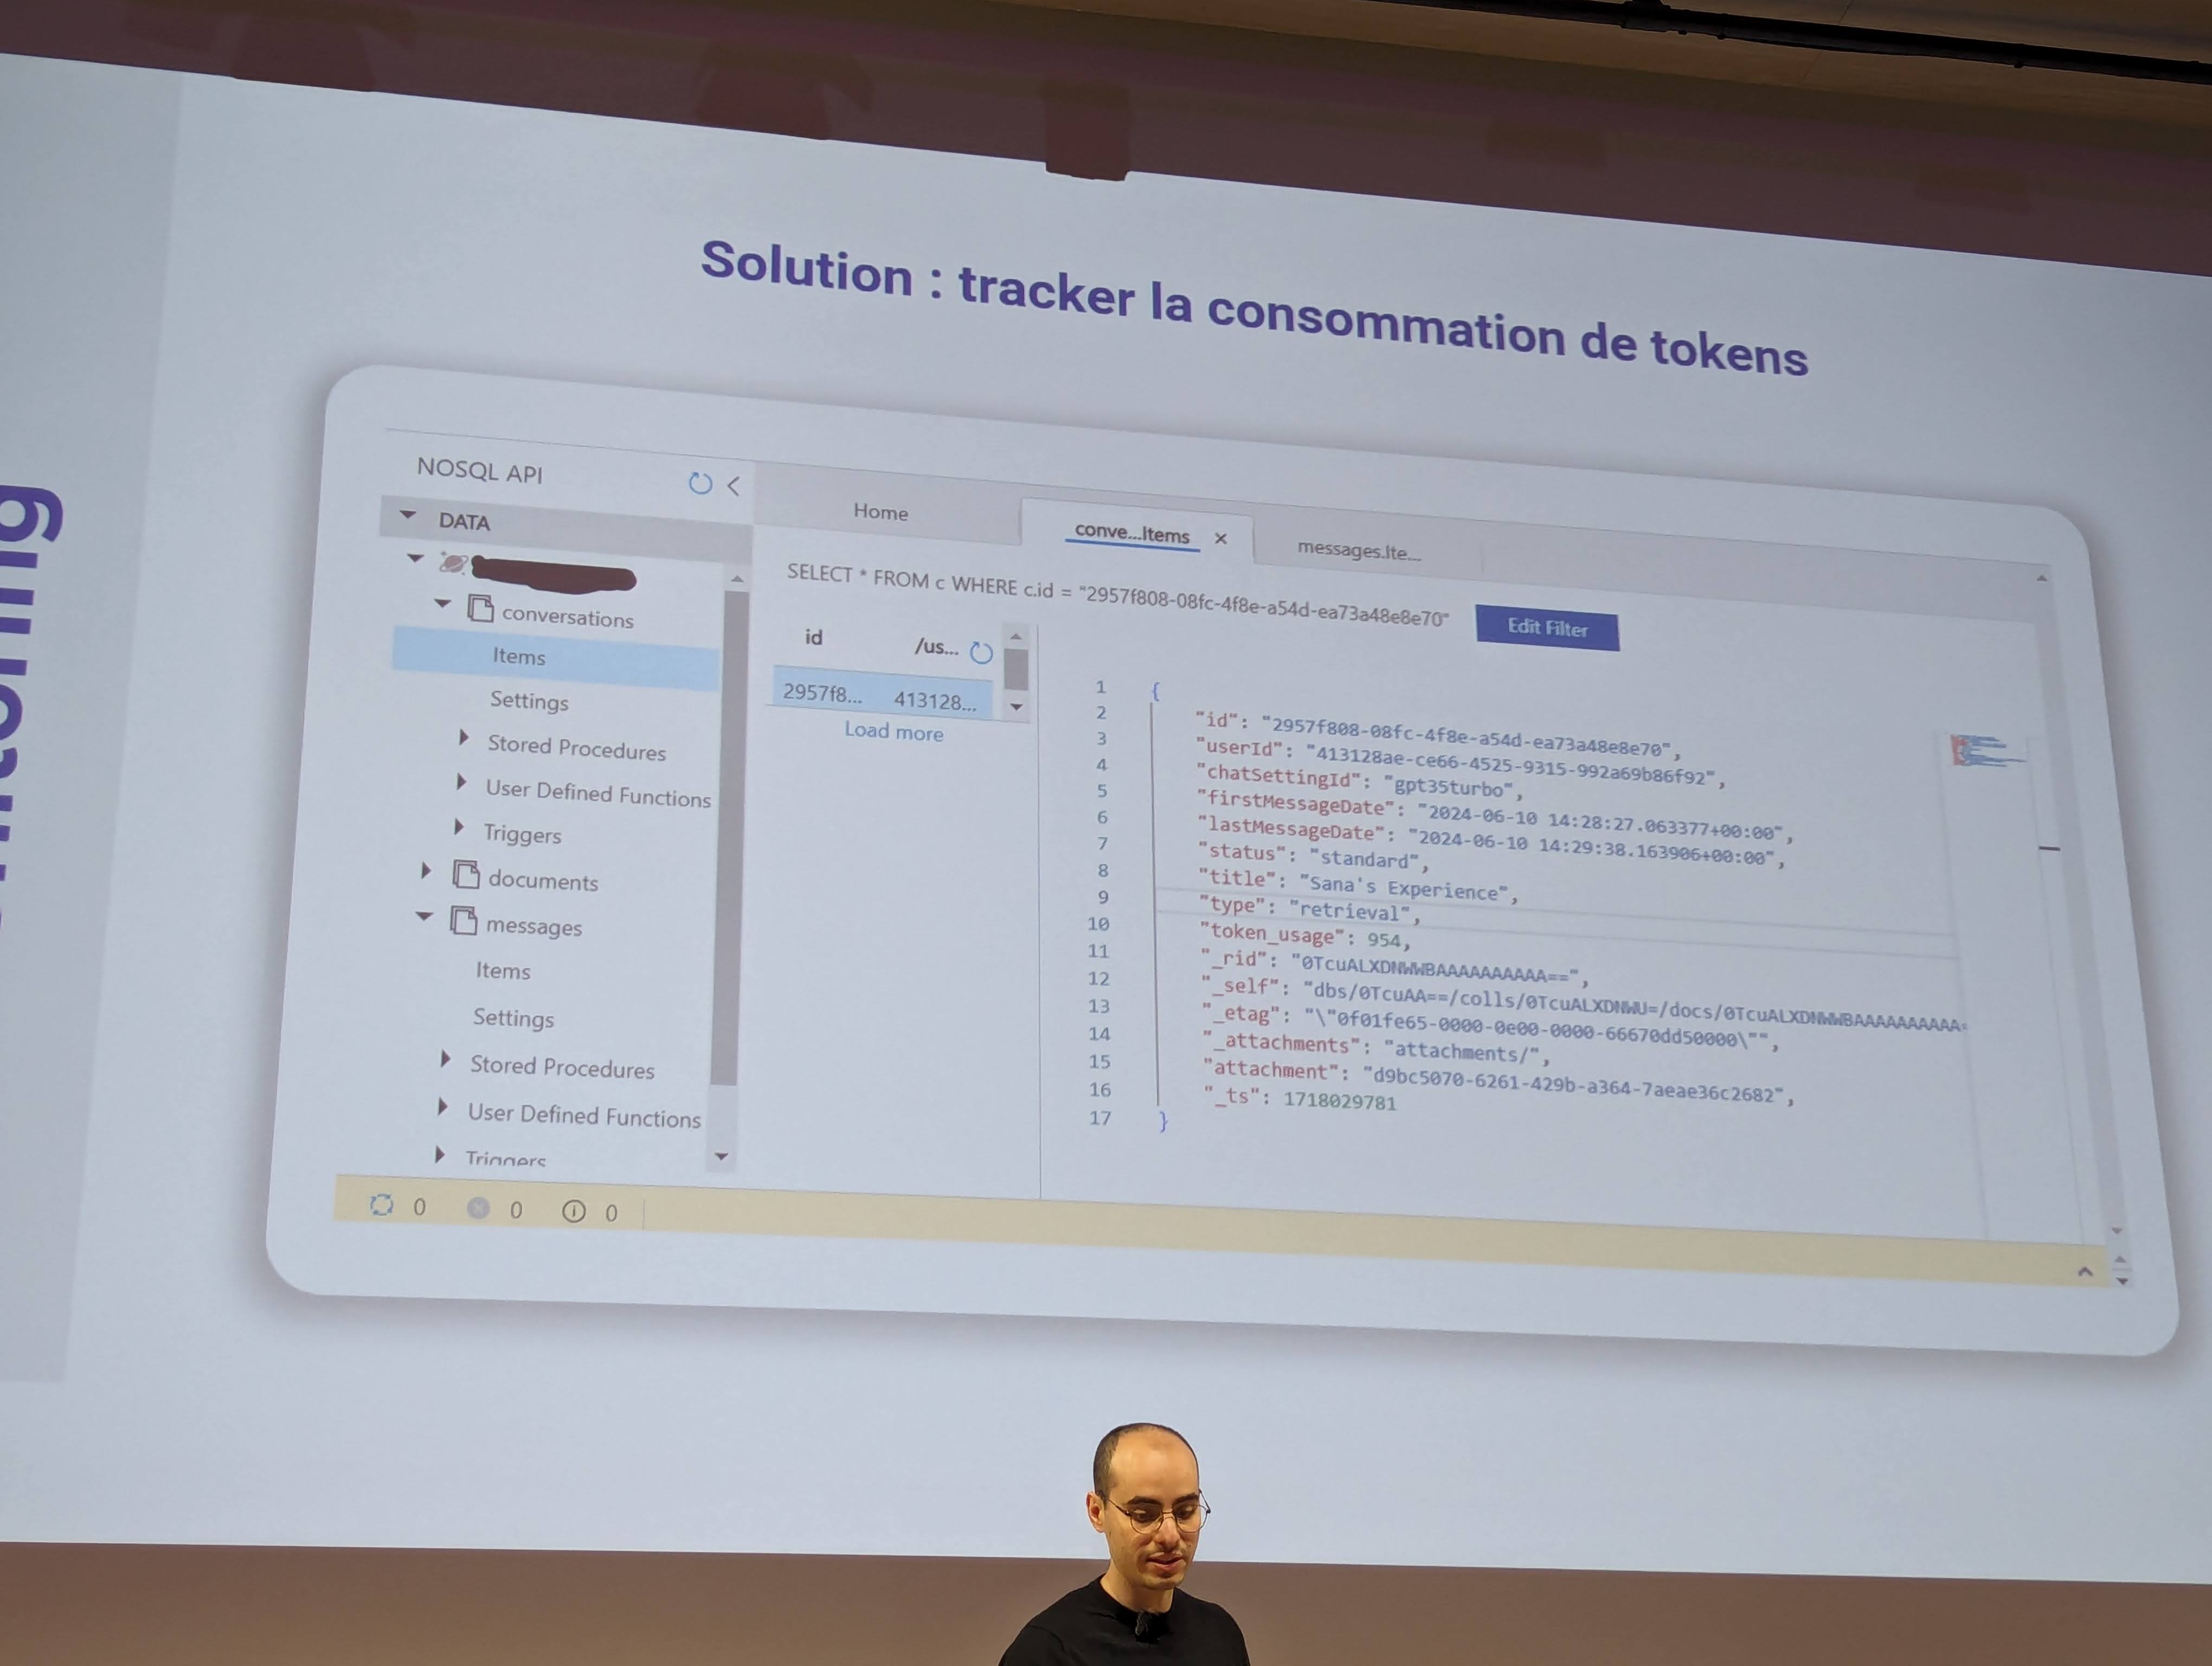 Solution : tracker la consommation de tokens
NOSQL API
DATA
conversations
Items
Settings
Stored Procedures
User Defined Functions
Triggers
documents
messages
Items
Settings
Stored Procedures
User Defined Functions
Triggers
0 0 0
Home
conve...Items
messages.Ite...
SELECT * FROM c WHERE c.id = "2957f808-08fc-4f8e-a54d-ea73a48e8e70"
Edit Filter
id /us...
2957f8... 413128...
Load more
1 {
2 "id": "2957f808-08fc-4f8e-a54d-ea73a48e8e70",
3 "userId": "413128ae-ce66-4525-9315-992a69b86f92",
4 "chatSettingId": "gpt35turbo",
5 "firstMessageDate": "2024-06-10 14:28:27.063377+00:00",
6 "lastMessageDate": "2024-06-10 14:29:38.163906+00:00",
7 "status": "standard",
8 "title": "Sana's Experience",
9 "type": "retrieval",
10 "token_usage": 954,
11 "_rid": "0TcuALXDNWWBAAAAAAAAAA==",
12 "_self": "dbs/0TcuAA==/colls/0TcuALXDNWU=/docs/0TcuALXDNWWBAAAAAAAAAA=
13 "_etag": "\"0f01fe65-0000-0e00-0000-66670dd50000\"",
14 "_attachments": "attachments/",
15 "attachment": "d9bc5070-6261-429b-a364-7aeae36c2682",
16 "_ts": 1718029781
17 }